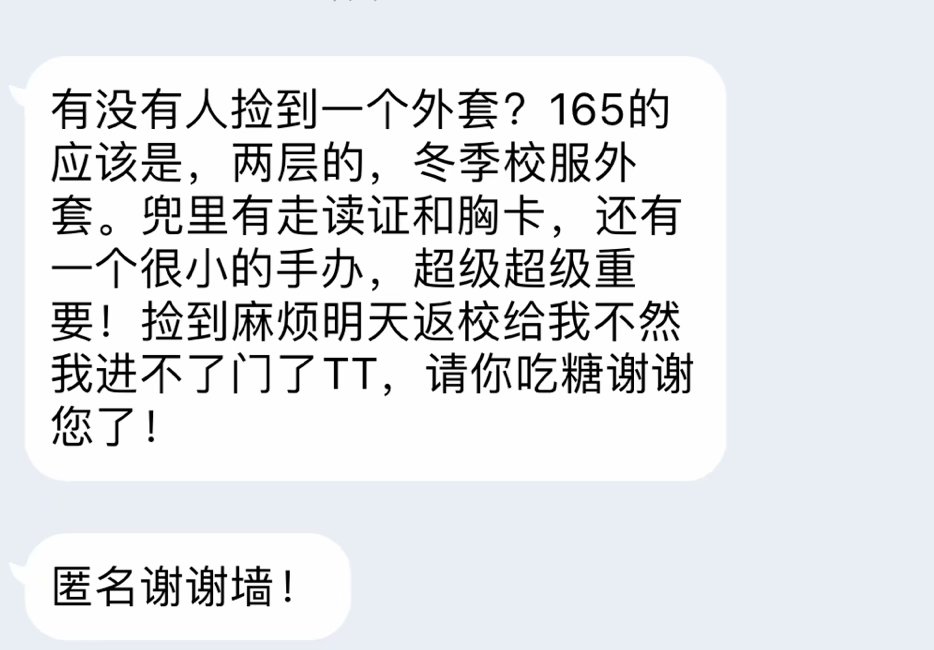 有没有人捡到一个外套？165的
应该是，两层的，冬季校服外
套。兜里有走读证和胸卡，还有
一个很小的手办，超级超级重
要！捡到麻烦明天返校给我不然
我进不了门了TT，请你吃糖谢谢
您了！
匿名谢谢墙！